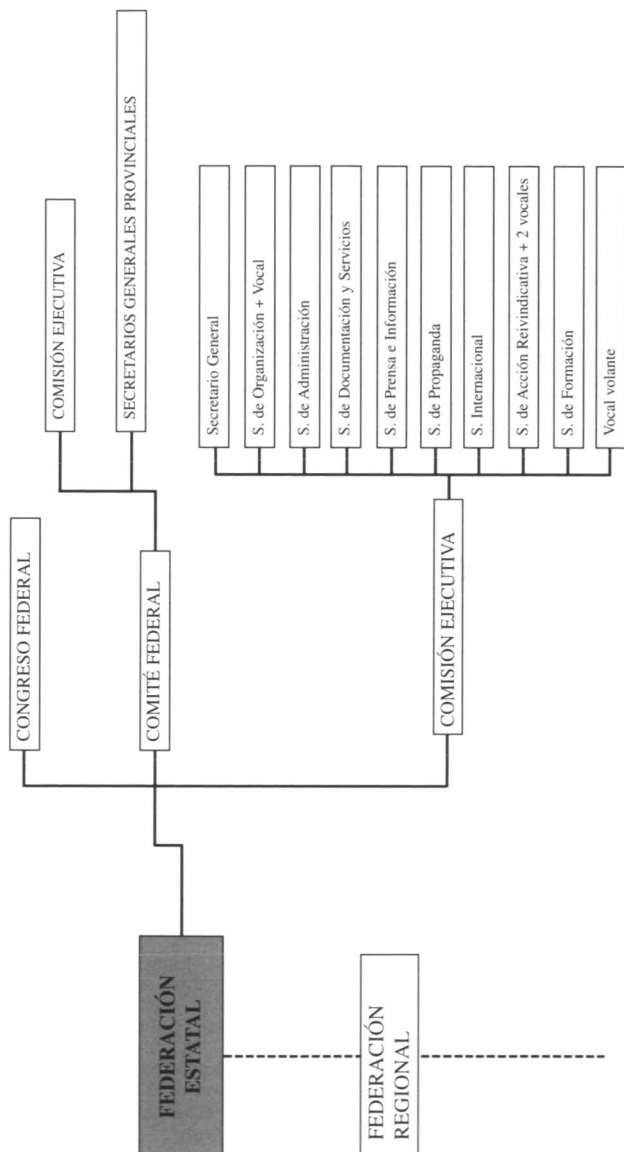 FEDERACIÓN
ESTATAL
CONGRESO FEDERAL
COMITÉ FEDERAL
COMISIÓN EJECUTIVA
SECRETARIOS GENERALES PROVINCIALES
COMISIÓN EJECUTIVA
Secretario General
S. de Organización + Vocal
S. de Administración
S. de Documentación y Servicios
S. de Prensa e Información
S. de Propaganda
S. Internacional
S. de Acción Reivindicativa + 2 vocales
S. de Formación
Vocal volante
FEDERACIÓN
REGIONAL